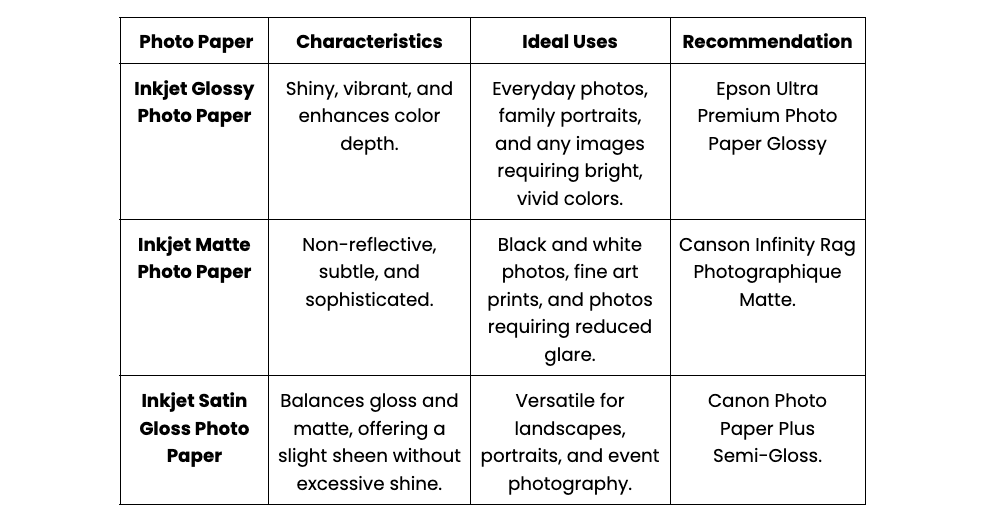 Photo Paper
Characteristics
Ideal Uses
Recommendation
Inkjet Glossy
Photo Paper
Shiny, vibrant, and
enhances color
depth.
Everyday photos,
family portraits,
and any images
requiring bright,
vivid colors.
Epson Ultra
Premium Photo
Paper Glossy
Inkjet Matte
Photo Paper
Non-reflective,
subtle, and
sophisticated.
Black and white
photos, fine art
prints, and photos
requiring reduced
glare.
Canson Infinity Rag
Photographique
Matte.
Inkjet Satin
Gloss Photo
Paper
Balances gloss and
matte, offering a
slight sheen without
excessive shine.
Versatile for
landscapes,
portraits, and event
photography.
Canon Photo
Paper Plus
Semi-Gloss.